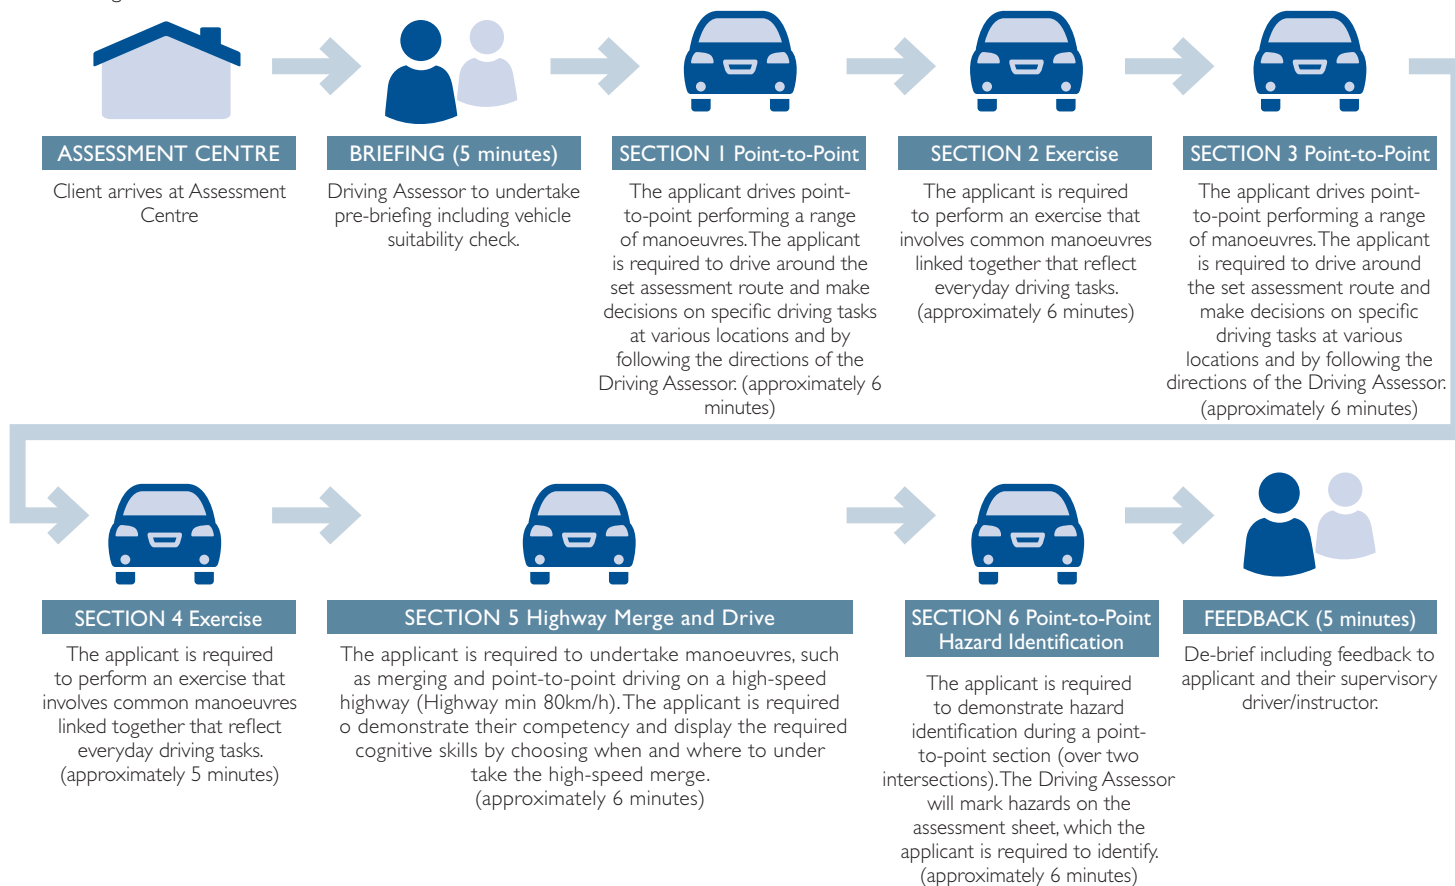 ASSESSMENT CENTRE
Client arrives at Assessment
Centre
BRIEFING (5 minutes)
Driving Assessor to undertake
pre-briefing including vehicle
suitability check.
SECTION 1 Point-to-Point
The applicant drives point-
to-point performing a range
of manoeuvres. The applicant
is required to drive around the
set assessment route and make
decisions on specific driving tasks
at various locations and by
following the directions of the
Driving Assessor. (approximately 6
minutes)
SECTION 2 Exercise
The applicant is required
to perform an exercise that
involves common manoeuvres
linked together that reflect
everyday driving tasks.
(approximately 6 minutes)
SECTION 3 Point-to-Point
The applicant drives point-
to-point performing a range
of manoeuvres. The applicant
is required to drive around
the set assessment route and
make decisions on specific
driving tasks at various
locations and by following the
directions of the Driving Assessor.
(approximately 6 minutes)
SECTION 4 Exercise
The applicant is required
to perform an exercise that
involves common manoeuvres
linked together that reflect
everyday driving tasks.
(approximately 5 minutes)
SECTION 5 Highway Merge and Drive
The applicant is required to undertake manoeuvres, such
as merging and point-to-point driving on a high-speed
highway (Highway min 80km/h). The applicant is required
o demonstrate their competency and display the required
cognitive skills by choosing when and where to under
take the high-speed merge.
(approximately 6 minutes)
SECTION 6 Point-to-Point
Hazard Identification
The applicant is required
to demonstrate hazard
identification during a point-
to-point section (over two
intersections). The Driving Assessor
will mark hazards on the
assessment sheet, which the
applicant is required to identify.
(approximately 6 minutes)
FEEDBACK (5 minutes)
De-brief including feedback to
applicant and their supervisory
driver/instructor.